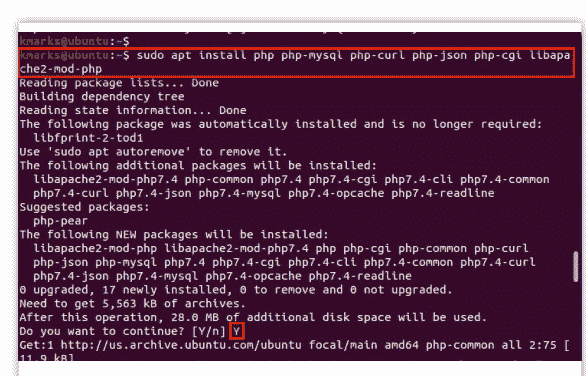 kmarks@ubuntu:~$
kmarks@ubuntu:~$ sudo apt install php php-mysql php-curl php-json php-cgi libapa
che2-mod-php
Reading package lists... Done
Building dependency tree
Reading state information... Done
The following package was automatically installed and is no longer required:
  libfprint-2-tod1
Use 'sudo apt autoremove' to remove it.
The following additional packages will be installed:
  libapache2-mod-php7.4 php-common php7.4 php7.4-cgi php7.4-cli php7.4-common
  php7.4-curl php7.4-json php7.4-mysql php7.4-opcache php7.4-readline
Suggested packages:
  php-pear
The following NEW packages will be installed:
  libapache2-mod-php libapache2-mod-php7.4 php php-cgi php-common php-curl
  php-json php-mysql php7.4 php7.4-cgi php7.4-cli php7.4-common php7.4-curl
  php7.4-json php7.4-mysql php7.4-opcache php7.4-readline
0 upgraded, 17 newly installed, 0 to remove and 0 not upgraded.
Need to get 5,563 kB of archives.
After this operation, 28.0 MB of additional disk space will be used.
Do you want to continue? [Y/n] Y
Get:1 http://us.archive.ubuntu.com/ubuntu focal/main amd64 php-common all 2:75 [
11.9 kB]